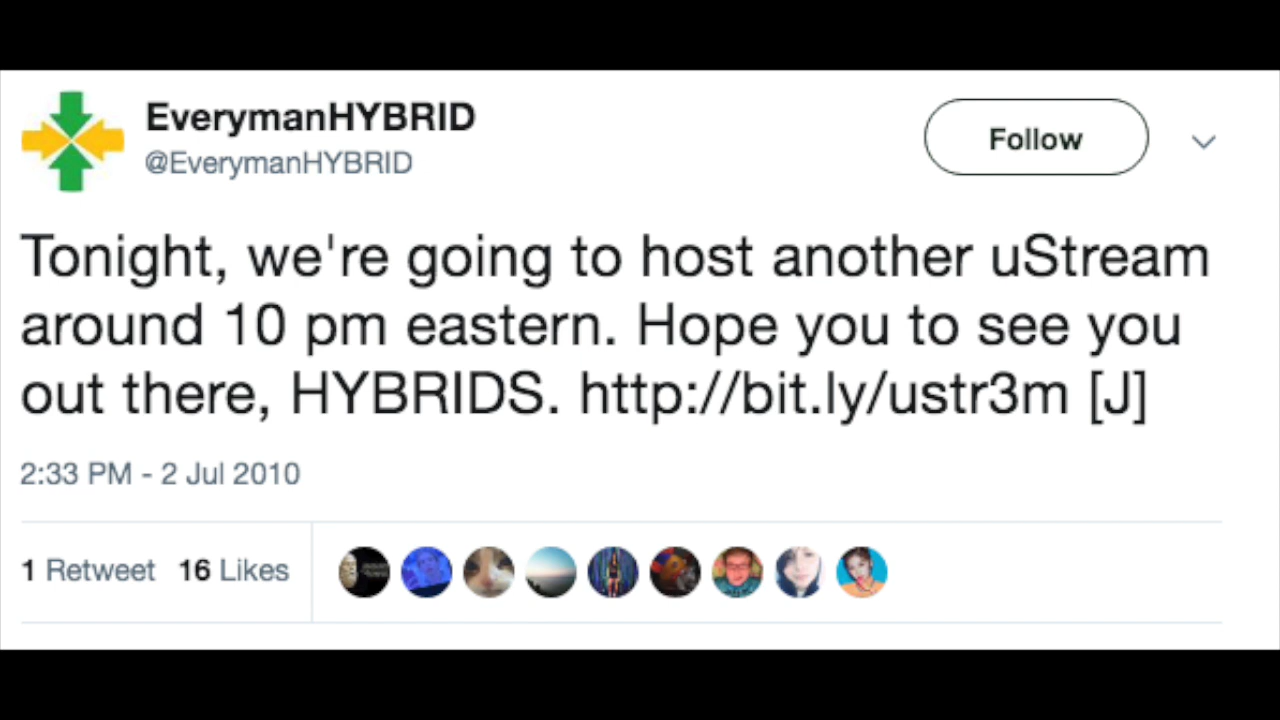 EverymanHYBRID
@EverymanHYBRID
Follow
Tonight, we're going to host another uStream
around 10 pm eastern. Hope you to see you
out there, HYBRIDS. http://bit.ly/ustr3m [J]
2:33 PM - 2 Jul 2010
1 Retweet 16 Likes